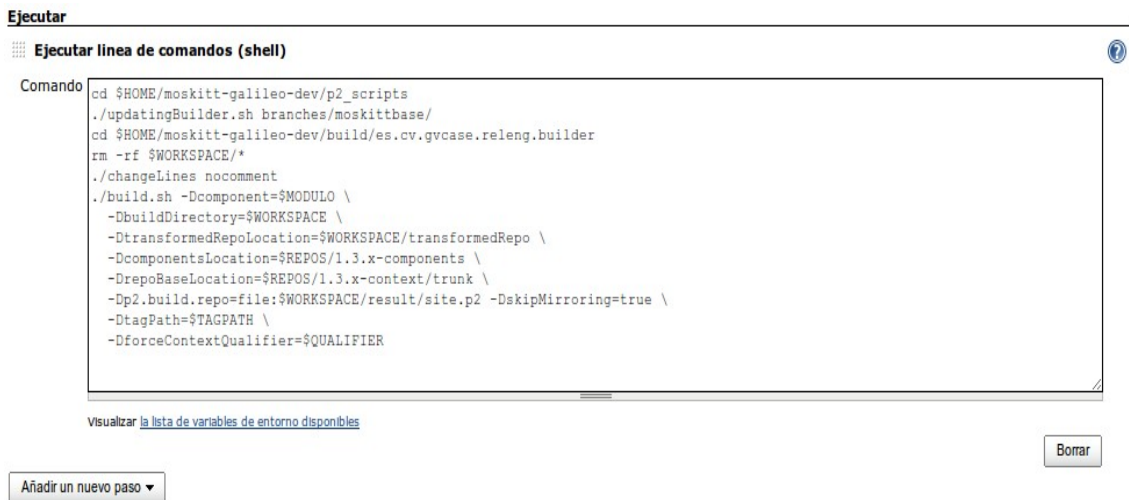 Ejecutar
Ejecutar linea de comandos (shell)
Comando
cd $HOME/moskitt-galileo-dev/p2_scripts
./updatingBuilder.sh branches/moskittbase/
cd $HOME/moskitt-galileo-dev/build/es.cv.gvcase.releng.builder
rm -rf $WORKSPACE/*
./changeLines nocomment
./build.sh -Dcomponent=$MODULO \
-DbuildDirectory=$WORKSPACE \
-DtransformedRepoLocation=$WORKSPACE/transformedRepo \
-DcomponentsLocation=$REPOS/1.3.x-components \
-DrepoBaseLocation=$REPOS/1.3.x-context/trunk \
-Dp2.build.repo=file:$WORKSPACE/result/site.p2 -DskipMirroring=true \
-DtagPath=$TAGPATH \
-DforceContextQualifier=$QUALIFIER
Visualizar la lista de variables de entorno disponibles
Borrar
Añadir un nuevo paso